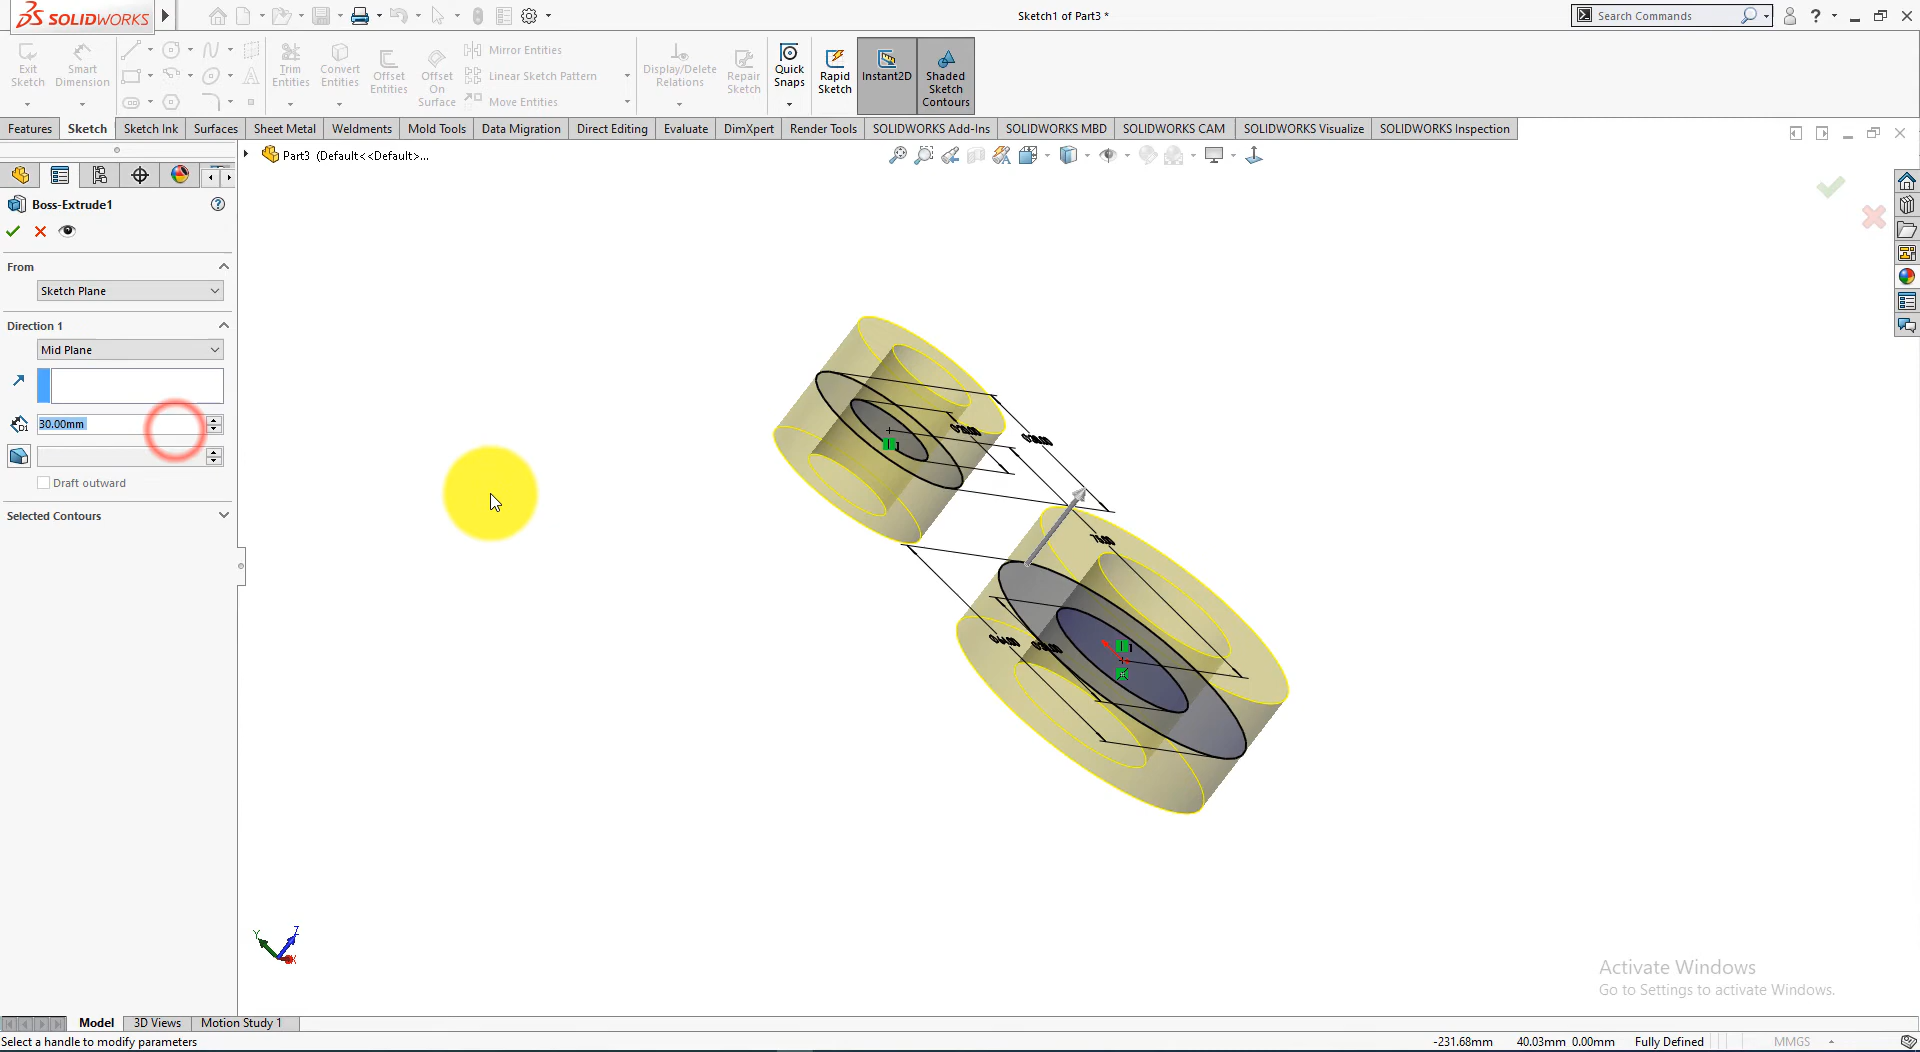 SOLIDWORKS
Sketch1 of Part3 *
Search Commands
Exit Sketch
Smart Dimension
Trim Entities
Convert Entities
Offset Entities
Offset On Surface
Mirror Entities
Linear Sketch Pattern
Move Entities
Display/Delete Relations
Repair Sketch
Quick Snaps
Rapid Sketch
Instant2D
Shaded Sketch Contours
Features
Sketch
Sketch Ink
Surfaces
Sheet Metal
Weldments
Mold Tools
Data Migration
Direct Editing
Evaluate
DimXpert
Render Tools
SOLIDWORKS Add-Ins
SOLIDWORKS MBD
SOLIDWORKS CAM
SOLIDWORKS Visualize
SOLIDWORKS Inspection
Part3 (Default<<Default>...
Boss-Extrude1
From
Sketch Plane
Direction 1
Mid Plane
D1
30.00mm
Draft outward
Selected Contours
75.00
Y
Z
X
Activate Windows
Go to Settings to activate Windows.
Model
3D Views
Motion Study 1
Select a handle to modify parameters
-231.68mm
40.03mm 0.00mm
Fully Defined
MMGS